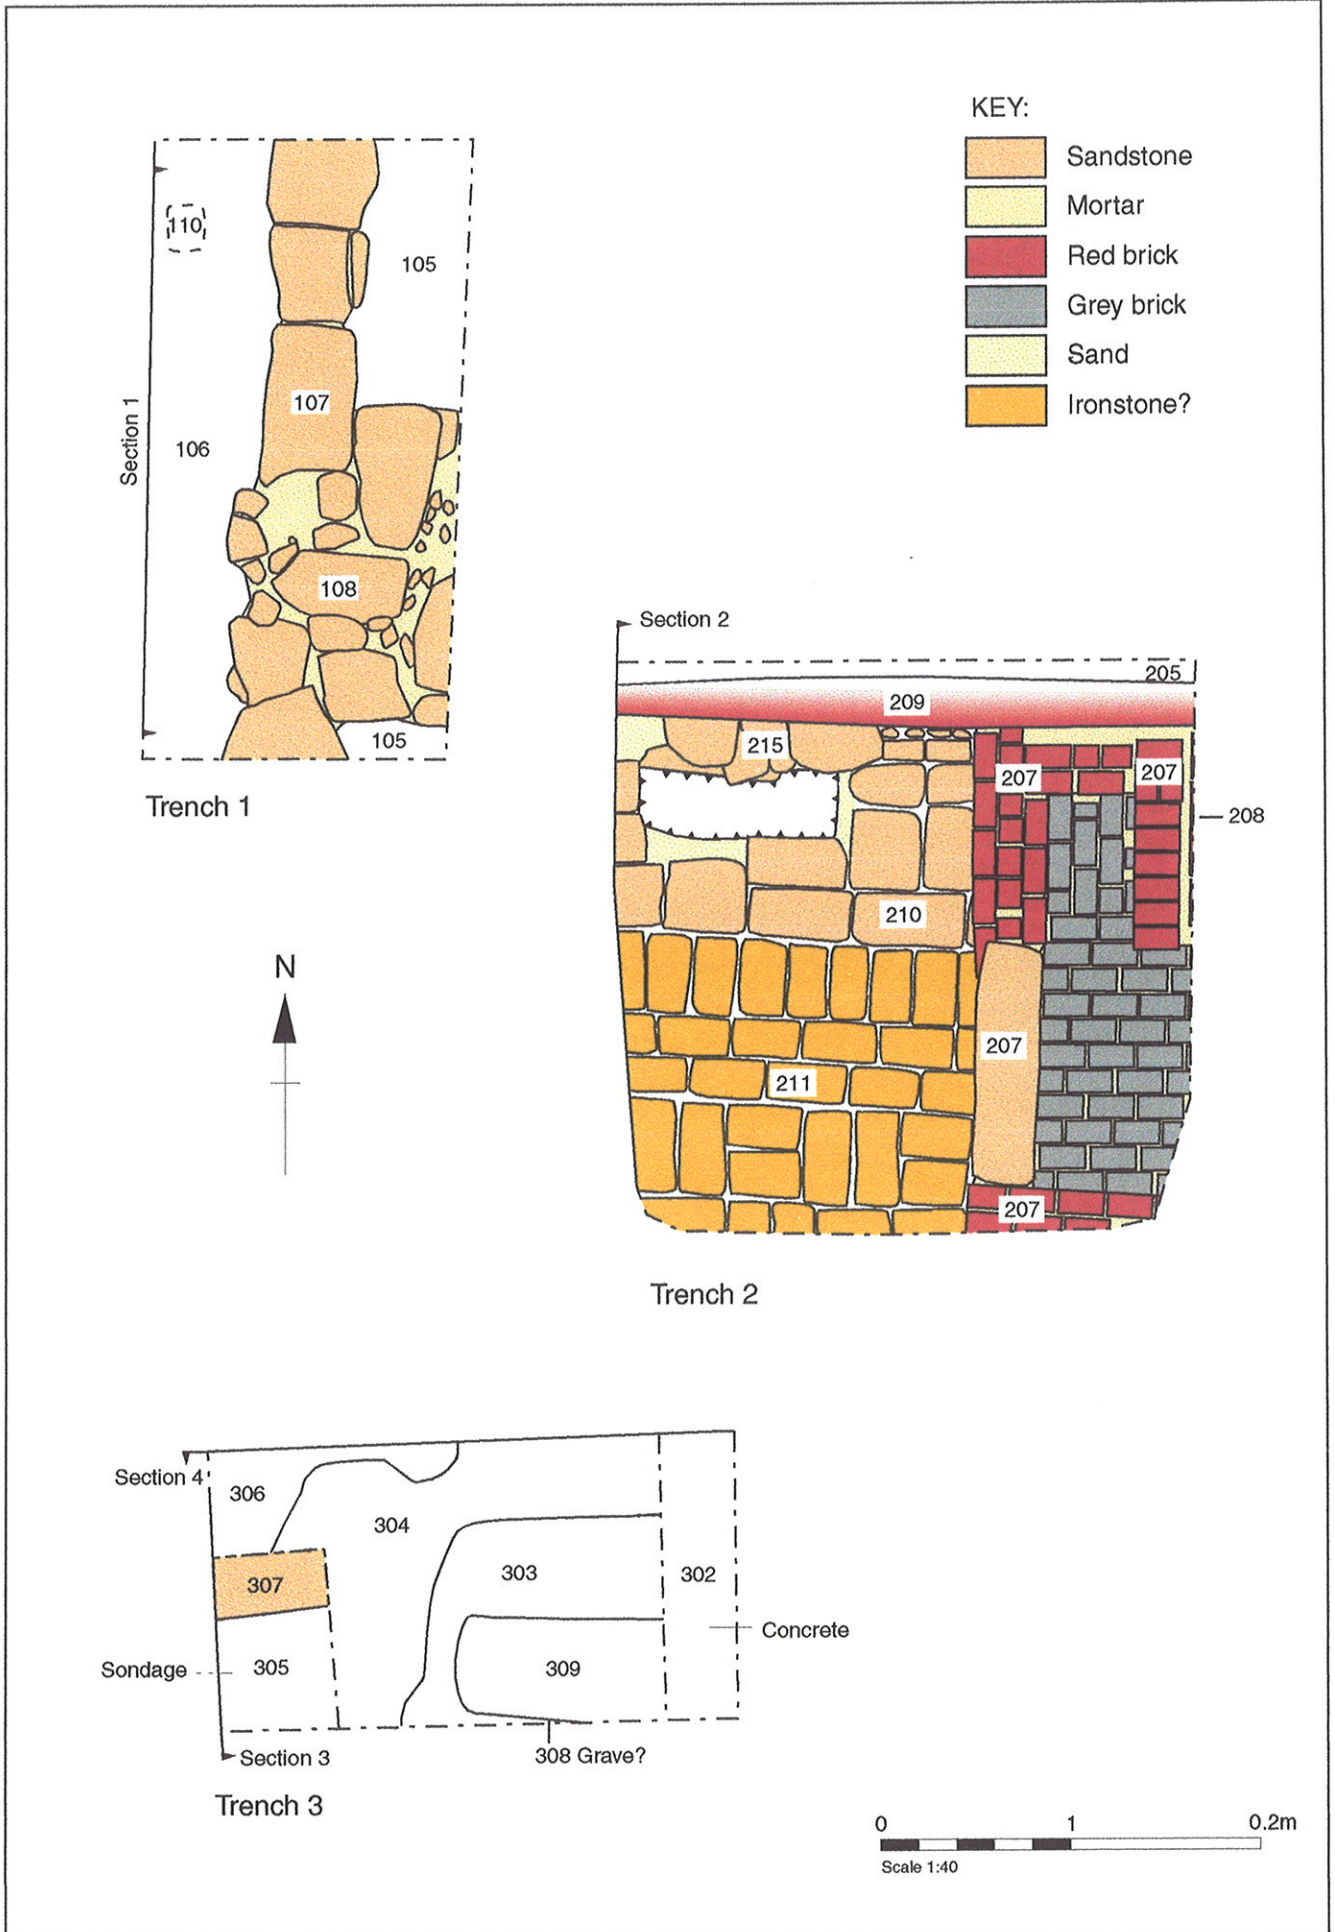 KEY:
Sandstone
Mortar
Red brick
Grey brick
Sand
Ironstone?
110
105
107
Section 1
106
108
105
Trench 1
Section 2
205
209
215
207
207
208
210
N
207
211
207
Trench 2
Section 4
306
304
303
302
307
Concrete
Sondage
305
309
Section 3
308 Grave?
Trench 3
0 1 0.2m
Scale 1:40